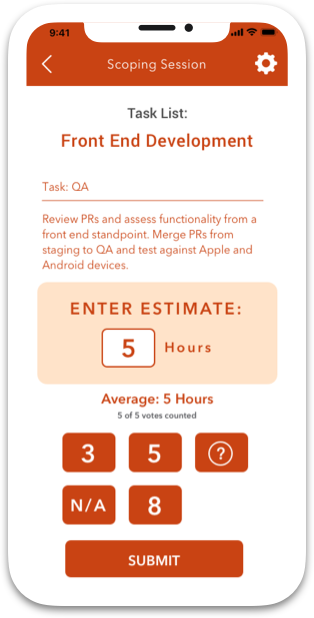 9:41
Scoping Session
Task List:
Front End Development
Task: QA
Review PRs and assess functionality from a
front end standpoint. Merge PRs from
staging to QA and test against Apple and
Android devices.
ENTER ESTIMATE:
5 Hours
Average: 5 Hours
5 of 5 votes counted
3 5 ?
N/A 8
SUBMIT